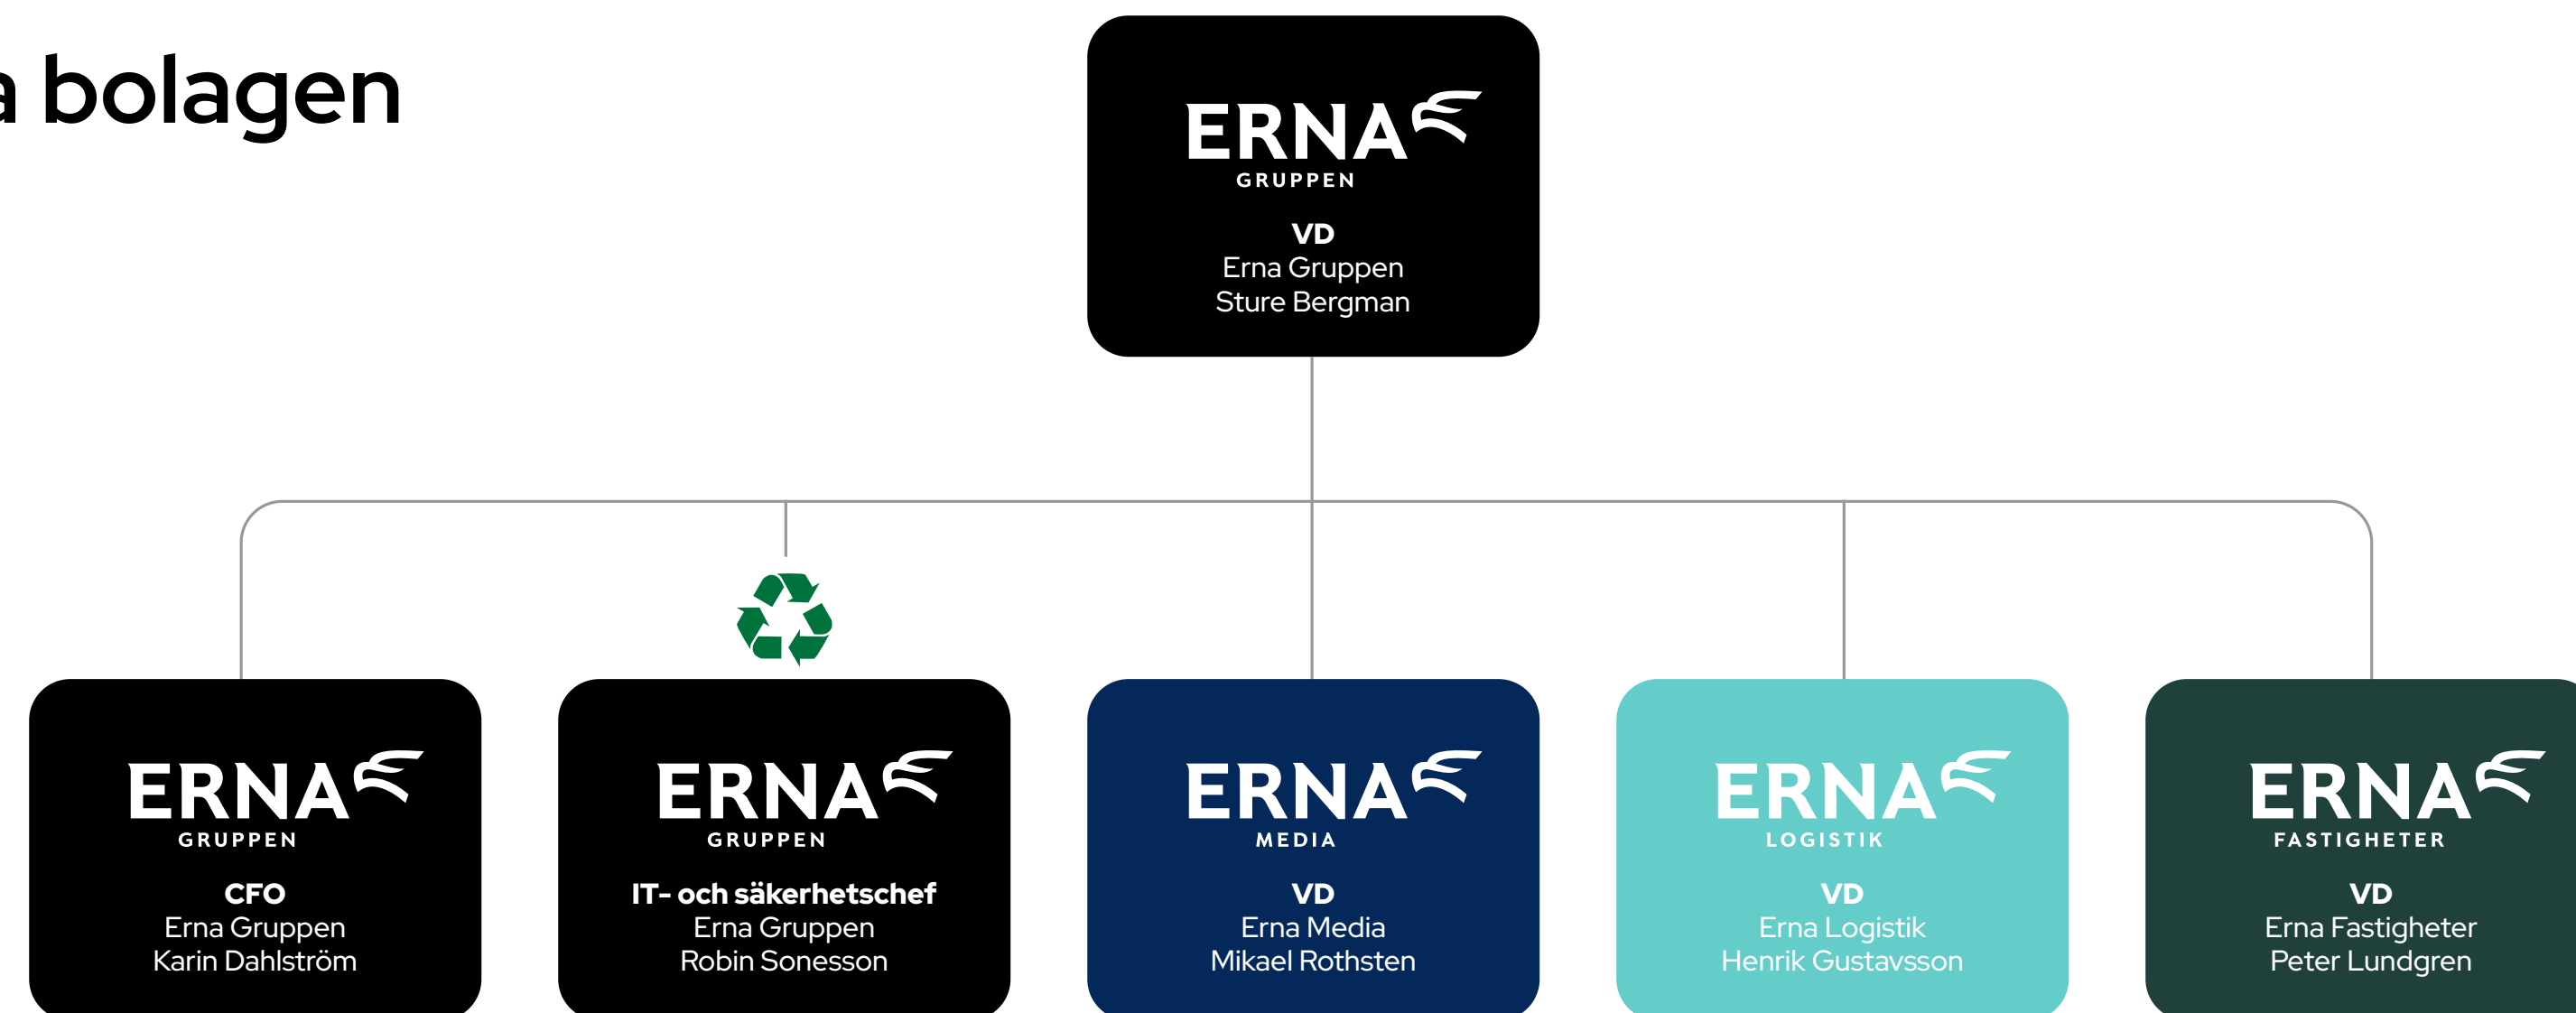 a bolagen
ERNA
GRUPPEN
VD
Erna Gruppen
Sture Bergman
ERNA
GRUPPEN
CFO
Erna Gruppen
Karin Dahlström
ERNA
GRUPPEN
IT- och säkerhetschef
Erna Gruppen
Robin Sonesson
ERNA
MEDIA
VD
Erna Media
Mikael Rothsten
ERNA
LOGISTIK
VD
Erna Logistik
Henrik Gustavsson
ERNA
FASTIGHETER
VD
Erna Fastigheter
Peter Lundgren